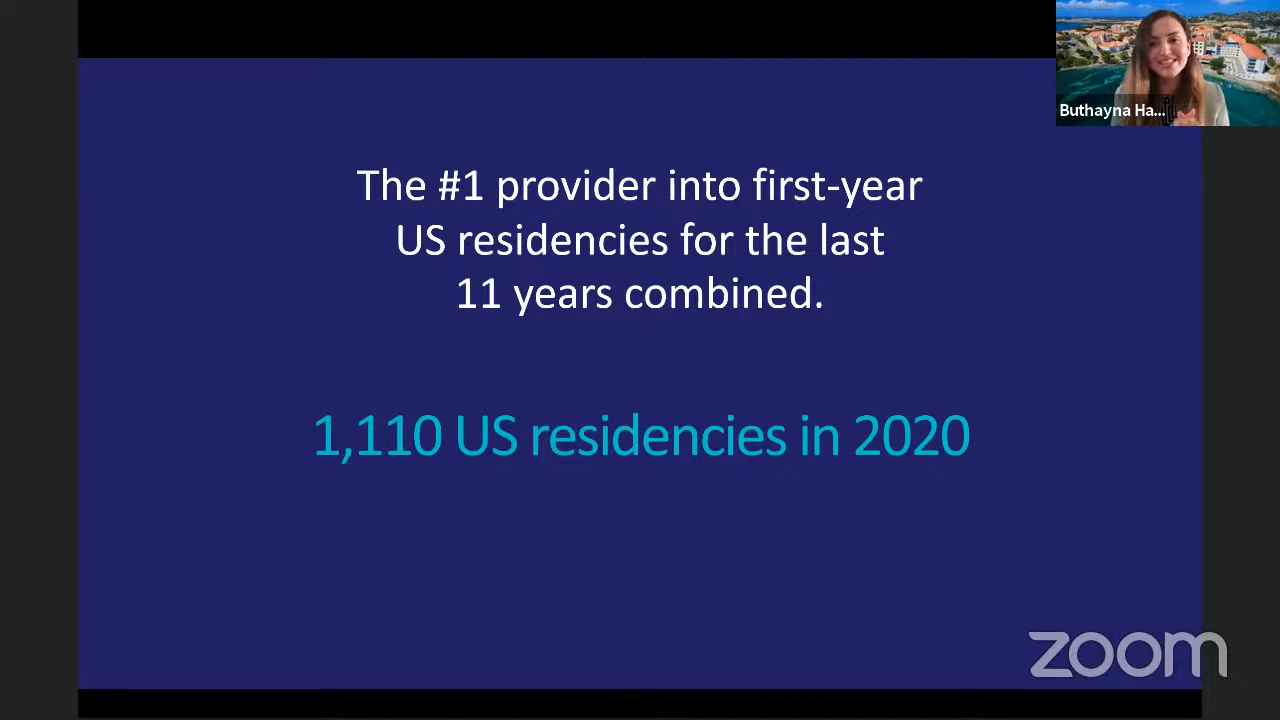 Buthayna Ha...
The #1 provider into first-year
US residencies for the last
11 years combined.
1,110 US residencies in 2020
zoom